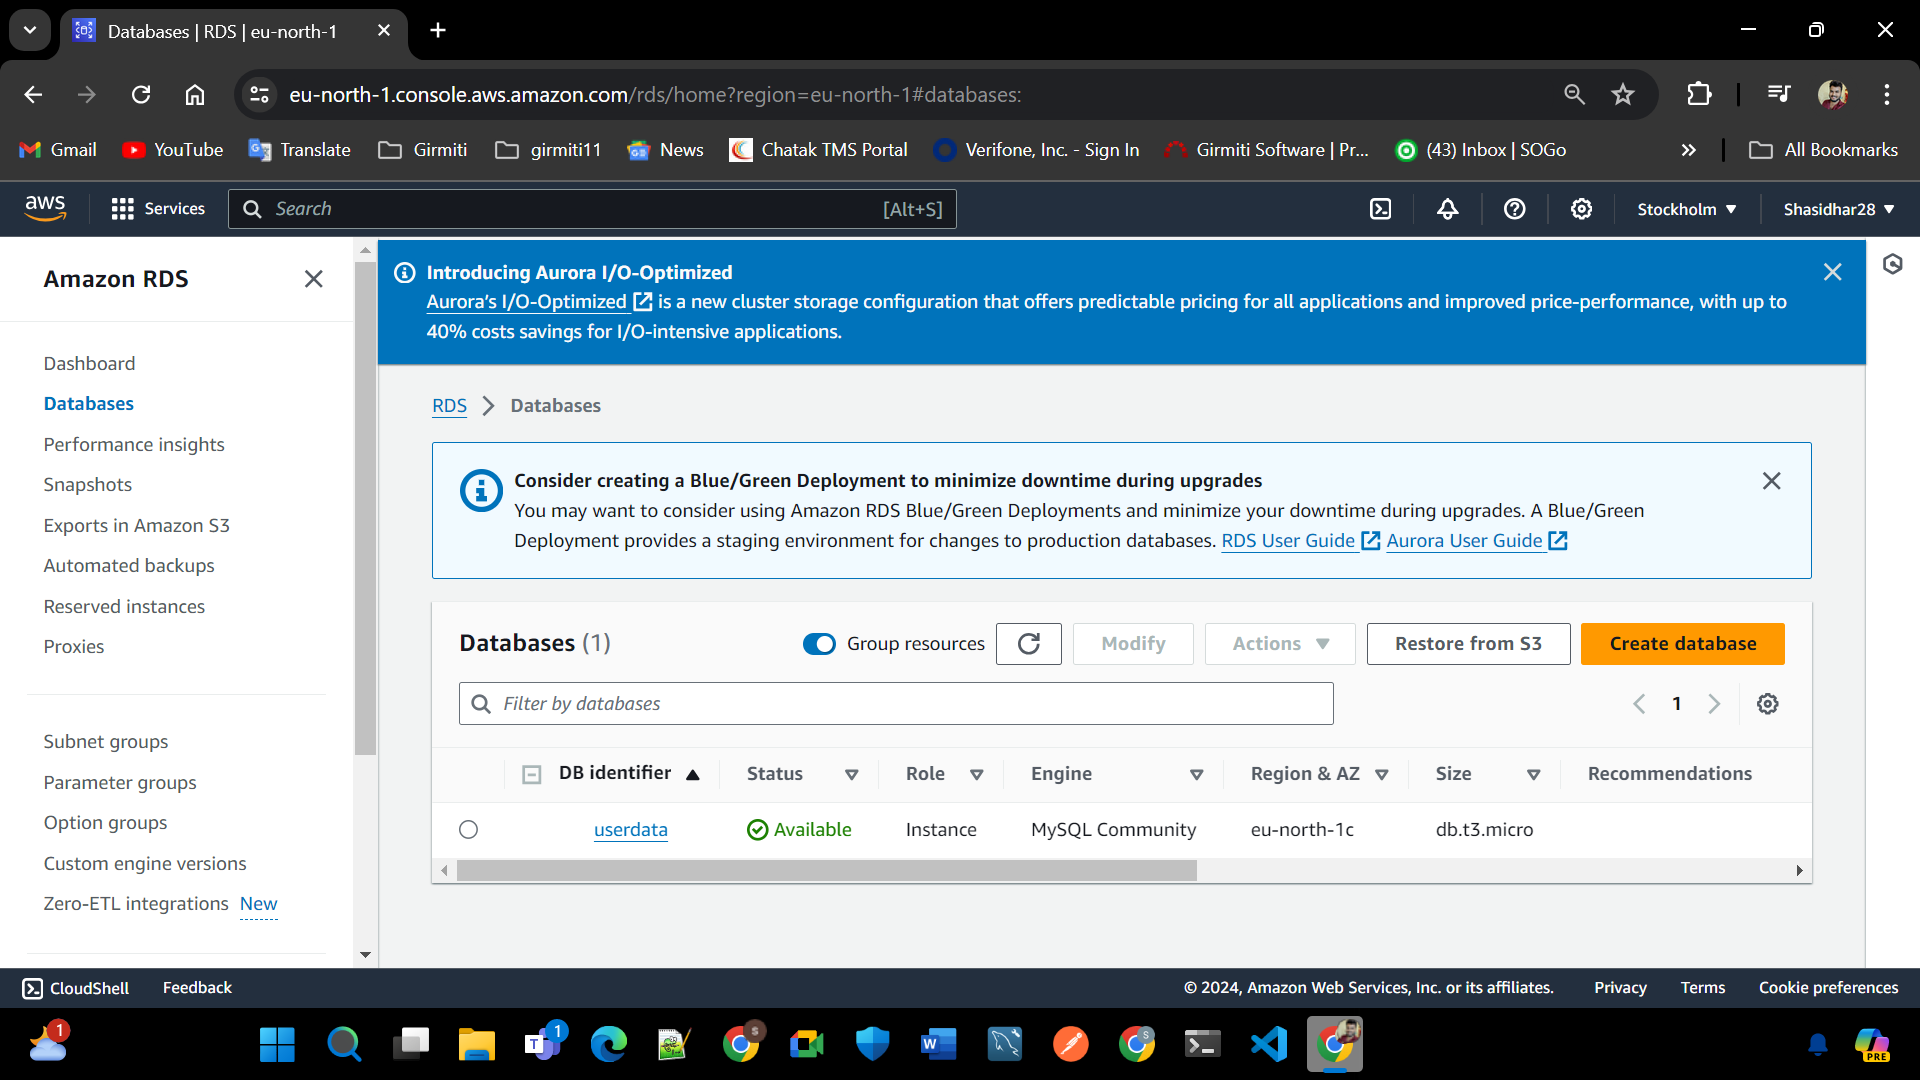 Databases | RDS | eu-north-1
eu-north-1.console.aws.amazon.com/rds/home?region=eu-north-1#databases:
Gmail YouTube Translate Girmiti girmiti11 News Chatak TMS Portal Verifone, Inc. - Sign In Girmiti Software | Pr... (43) Inbox | SOGo » All Bookmarks
aws Services Search [Alt+S] Stockholm Shasidhar28
Amazon RDS
Dashboard
Databases
Performance insights
Snapshots
Exports in Amazon S3
Automated backups
Reserved instances
Proxies
Subnet groups
Parameter groups
Option groups
Custom engine versions
Zero-ETL integrations New
Introducing Aurora I/O-Optimized
Aurora's I/O-Optimized is a new cluster storage configuration that offers predictable pricing for all applications and improved price-performance, with up to
40% costs savings for I/O-intensive applications.
RDS Databases
Consider creating a Blue/Green Deployment to minimize downtime during upgrades
You may want to consider using Amazon RDS Blue/Green Deployments and minimize your downtime during upgrades. A Blue/Green
Deployment provides a staging environment for changes to production databases. RDS User Guide Aurora User Guide
Databases (1) Group resources Modify Actions Restore from S3 Create database
Filter by databases 1
DB identifier Status Role Engine Region & AZ Size Recommendations
userdata Available Instance MySQL Community eu-north-1c db.t3.micro
CloudShell Feedback © 2024, Amazon Web Services, Inc. or its affiliates. Privacy Terms Cookie preferences
1 T 1 S W S PRE